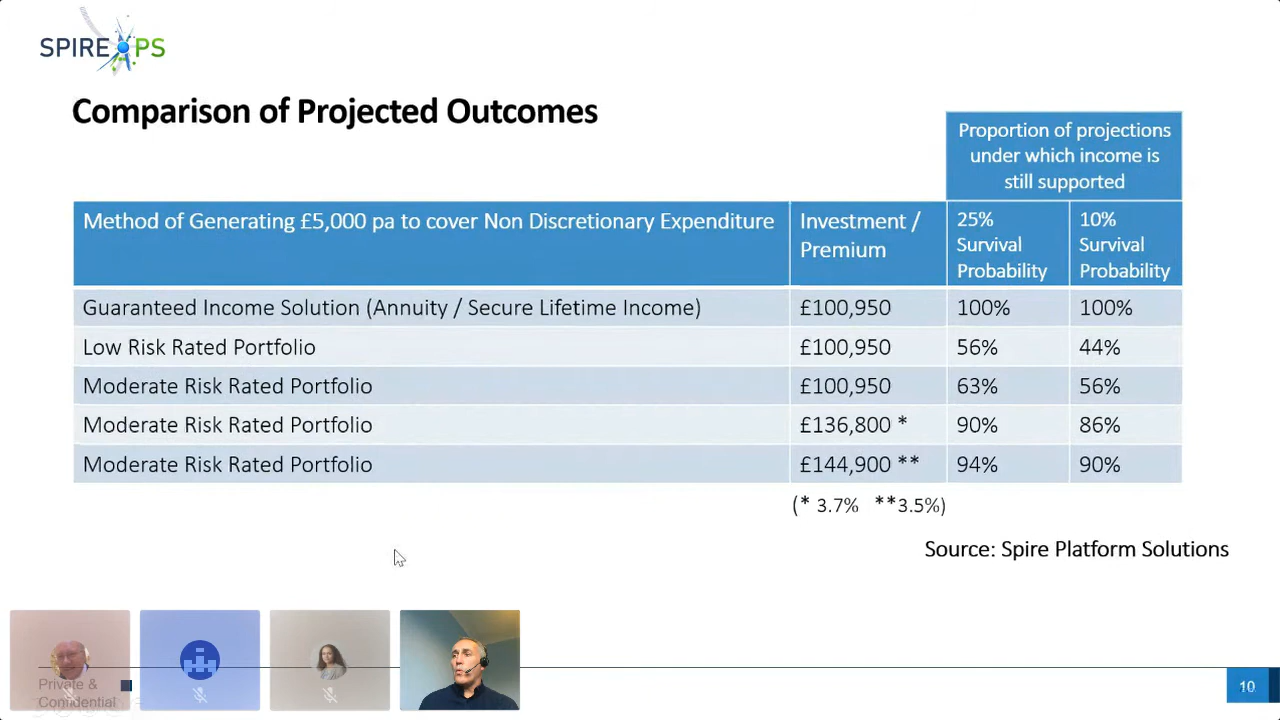 SPIRE PS
Comparison of Projected Outcomes
Proportion of projections
under which income is
still supported
Method of Generating £5,000 pa to cover Non Discretionary Expenditure
Investment /
Premium
25%
Survival
Probability
10%
Survival
Probability
Guaranteed Income Solution (Annuity / Secure Lifetime Income) £100,950 100% 100%
Low Risk Rated Portfolio £100,950 56% 44%
Moderate Risk Rated Portfolio £100,950 63% 56%
Moderate Risk Rated Portfolio £136,800 * 90% 86%
Moderate Risk Rated Portfolio £144,900 ** 94% 90%
(* 3.7% **3.5%)
Source: Spire Platform Solutions
Private &
Confidential
10